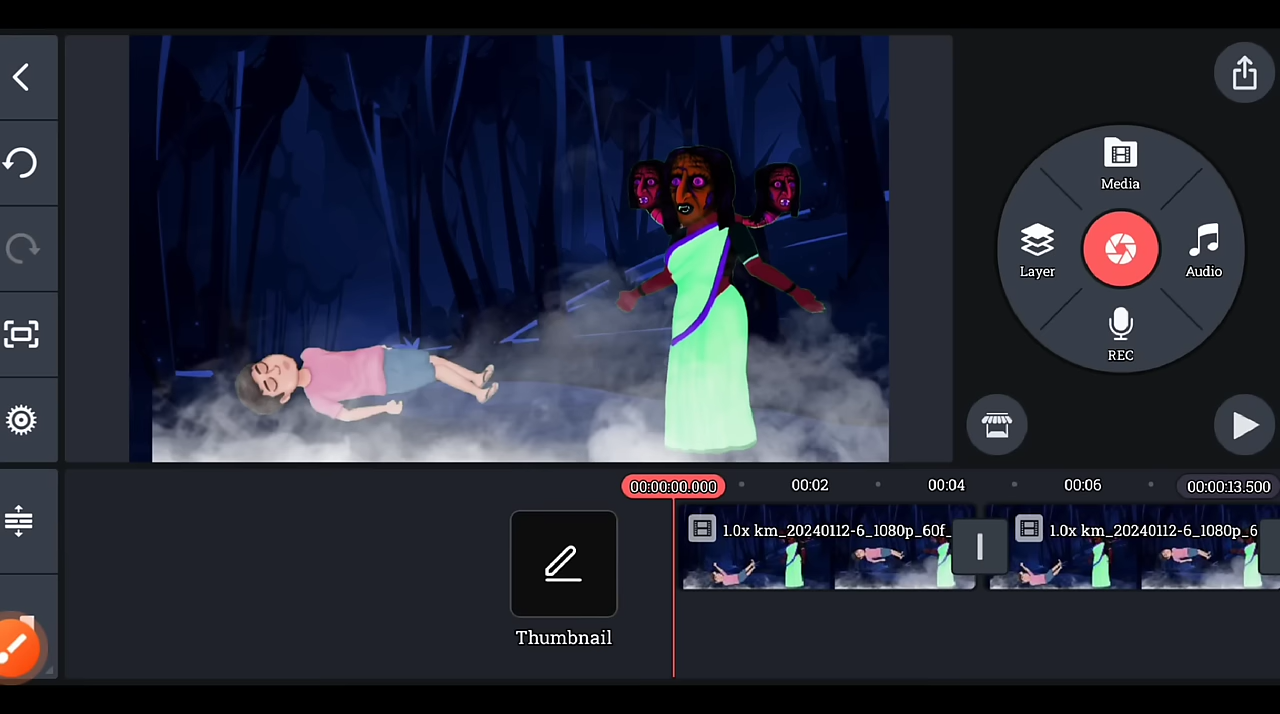 Media
Layer
Audio
REC
00:00:00.000
00:02
00:04
00:06
00:00:13.500
1.0x km_20240112-6_1080p_60f_
1.0x km_20240112-6_1080p_6
Thumbnail